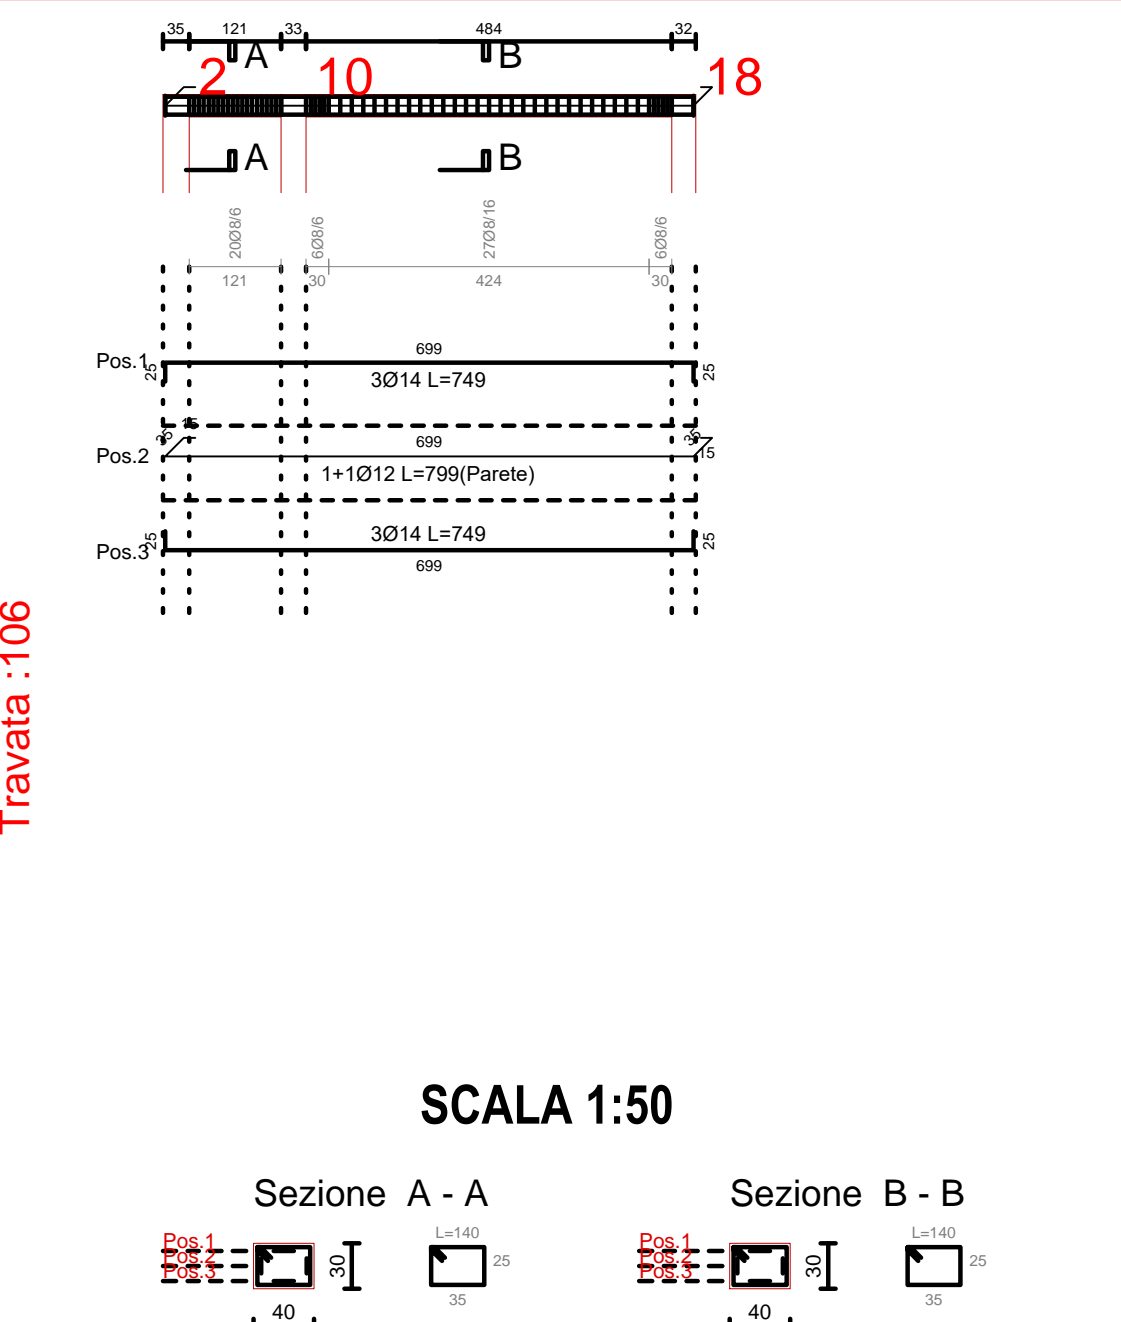 35 121 33 484 32
A B
2 10 18
A B
20Ø8/6 6Ø8/6 27Ø8/16 6Ø8/6
121 30 424 30
699
Pos.1 25 25
3Ø14 L=749
15
35 699 35
Pos.2 15
1+1Ø12 L=799(Parete)
3Ø14 L=749
Pos.3 25 25
699
Travata :106
SCALA 1:50
Sezione A - A Sezione B - B
Pos.1 L=140 Pos.1 L=140
Pos.2 30 25 Pos.2 30 25
Pos.3 Pos.3
35 35
40 40